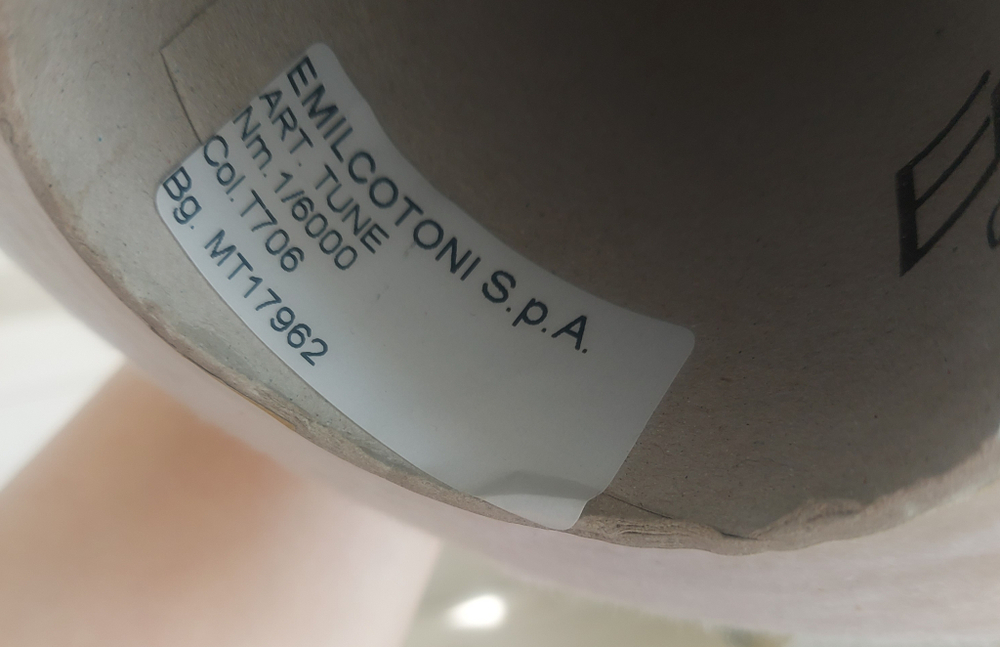 EMILCOTONI S.p.A.
ART. TUNE
Nm. 1/6000
Col. T706
Bg. MT17962